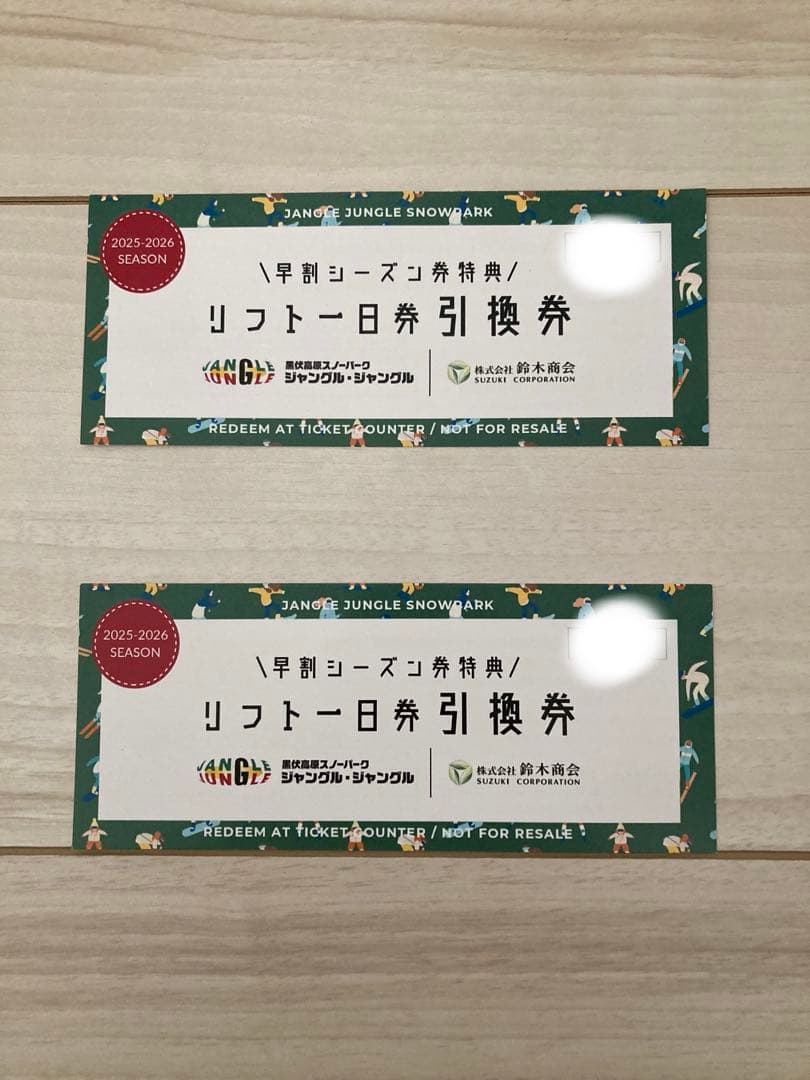 JANGLE JUNGLE SNOWPARK
2025-2026
SEASON
\早割シーズン券特典/
リフト一日券引換券
JANGLE
JUNGLE
黒伏高原スノーパーク
ジャングル・ジャングル
株式会社 鈴木商会
SUZUKI CORPORATION
REDEEM AT TICKET COUNTER / NOT FOR RESALE
JANGLE JUNGLE SNOWPARK
2025-2026
SEASON
\早割シーズン券特典/
リフト一日券引換券
JANGLE
JUNGLE
黒伏高原スノーパーク
ジャングル・ジャングル
株式会社 鈴木商会
SUZUKI CORPORATION
REDEEM AT TICKET COUNTER / NOT FOR RESALE